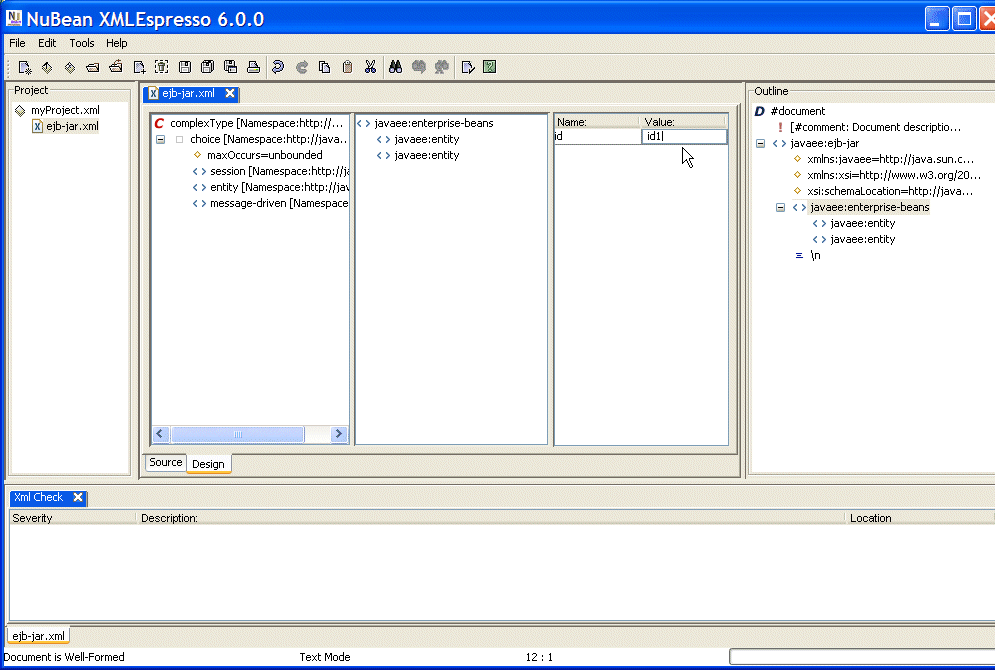 NuBean XMLEspresso 6.0.0
File Edit Tools Help
Project
myProject.xml
ejb-jar.xml
ejb-jar.xml
complexType [Namespace:http://...
choice [Namespace:http://java..
maxOccurs=unbounded
session [Namespace:http://ja
entity [Namespace:http://jav
message-driven [Namespace
javaee:enterprise-beans
javaee:entity
javaee:entity
Name: Value:
id id1
Source Design
Outline
#document
[#comment: Document descriptio...
javaee:ejb-jar
xmlns:javaee=http://java.sun.c...
xmlns:xsi=http://www.w3.org/20...
xsi:schemaLocation=http://java...
javaee:enterprise-beans
javaee:entity
javaee:entity
\n
Xml Check
Severity Description: Location
ejb-jar.xml
Document is Well-Formed Text Mode 12 : 1